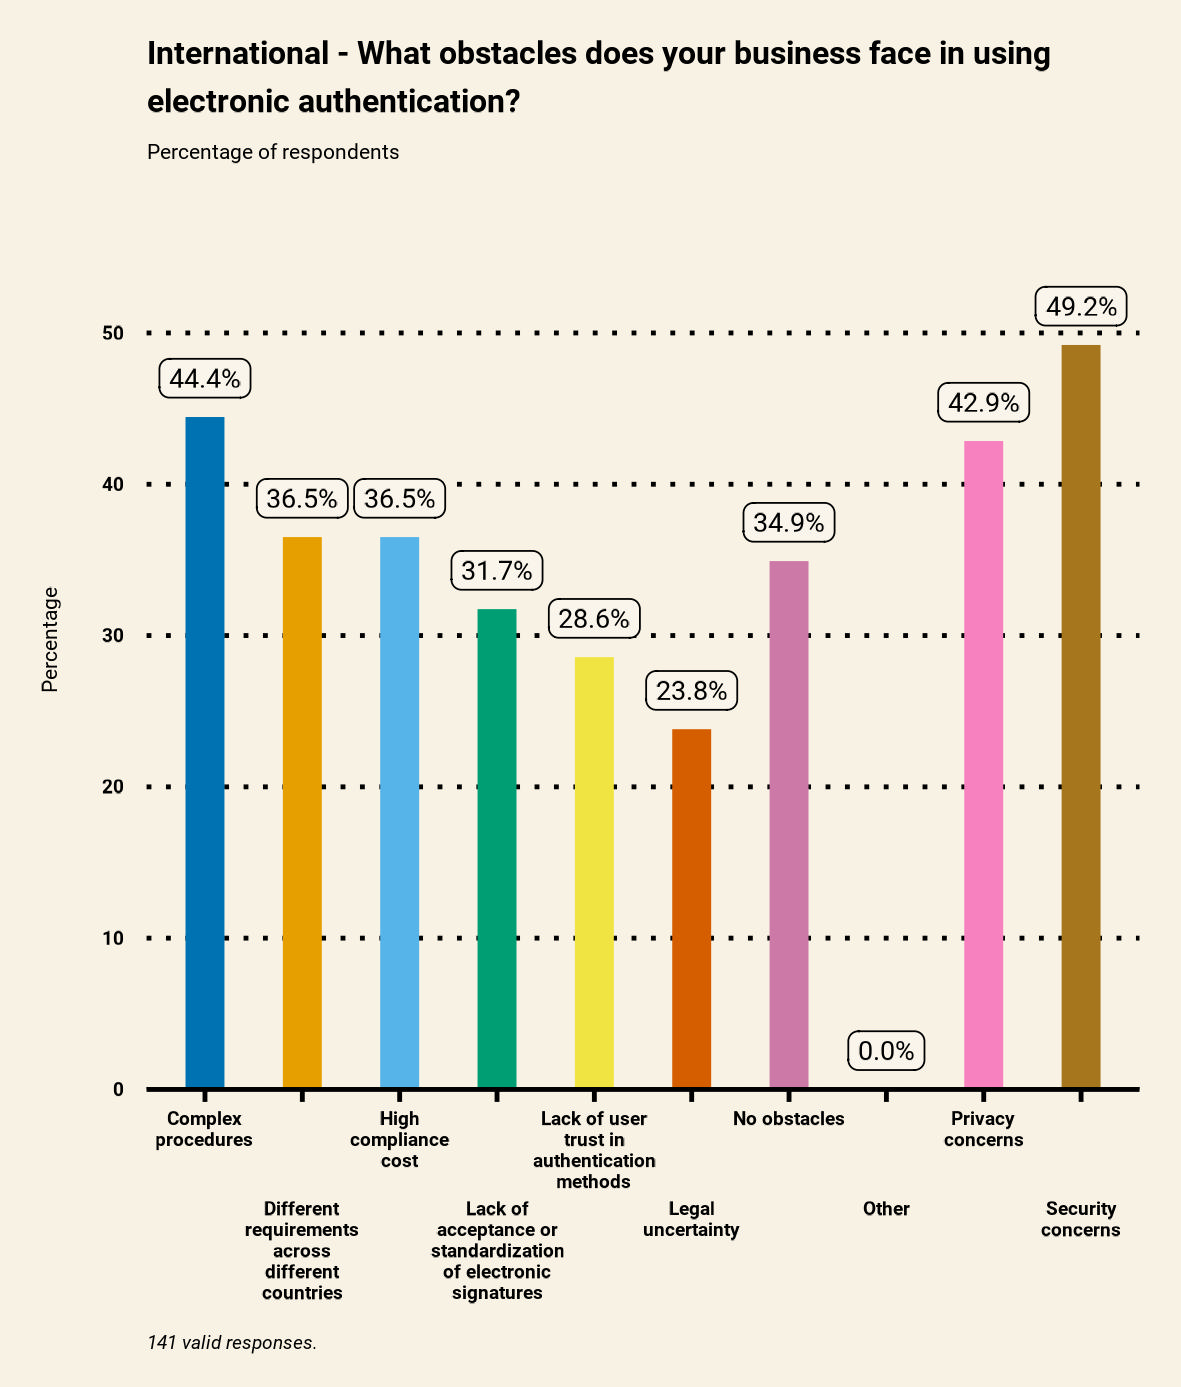 International - What obstacles does your business face in using
electronic authentication?
Percentage of respondents
49.2%
50
44.4%
42.9%
40
36.5%
36.5%
34.9%
31.7%
28.6%
30
23.8%
Percentage
20
10
0.0%
0
Complex
procedures
High
compliance
cost
Lack of user
trust in
authentication
methods
No obstacles
Privacy
concerns
Different
requirements
across
different
countries
Lack of
acceptance or
standardization
of electronic
signatures
Legal
uncertainty
Other
Security
concerns
141 valid responses.